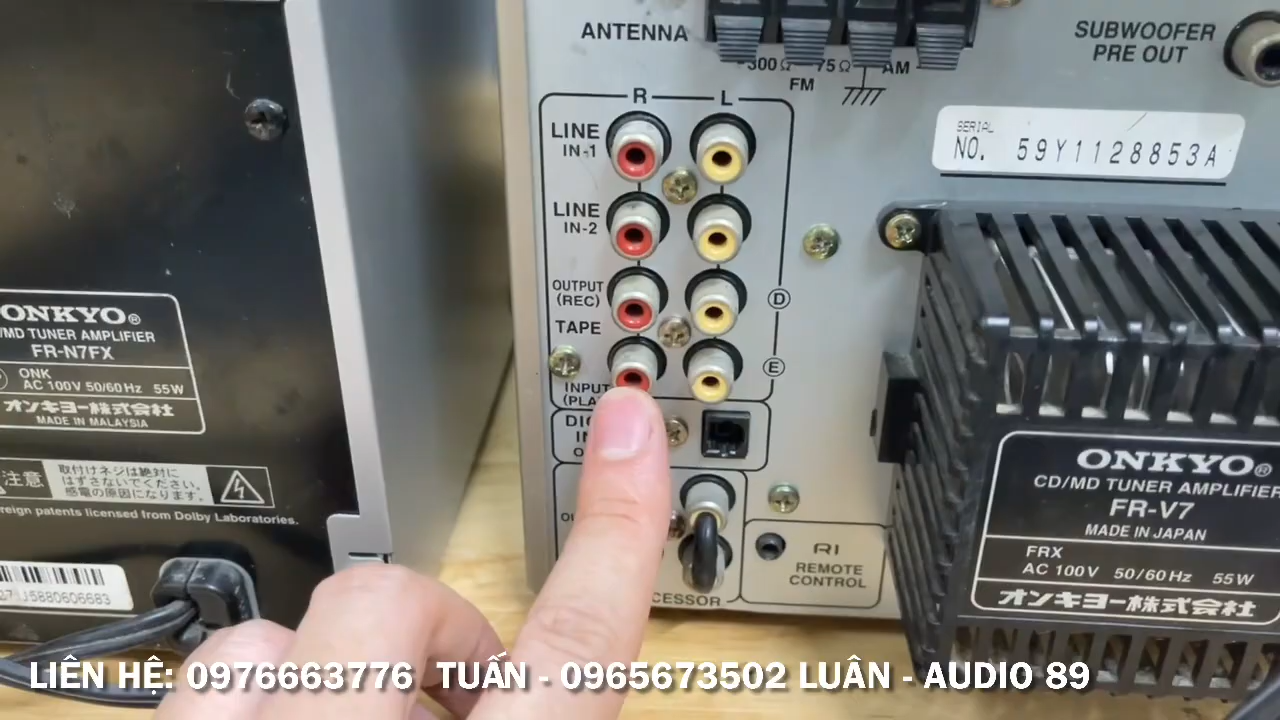 ANTENNA
300Ω 75Ω AM
FM
SUBWOOFER
PRE OUT
R L
LINE
IN-1
SERIAL
NO. 59Y1128853A
LINE
IN-2
OUTPUT
(REC)
D
TAPE
E
INPUT
RI
REMOTE
CONTROL
ONKYO®
CD/MD TUNER AMPLIFIER
FR-V7
MADE IN JAPAN
FRX
AC 100V 50/60Hz 55W
オンキヨー株式会社
ONKYO®
/MD TUNER AMPLIFIER
FR-N7FX
ONK
AC 100V 50/60Hz 55W
オンキヨー株式会社
MADE IN MALAYSIA
注意
取付けネジは絶対に
はずさないでください。
感電の原因になります。
foreign patents licensed from Dolby Laboratories.
LIÊN HỆ: 0976663776 TUẤN - 0965673502 LUÂN - AUDIO 89